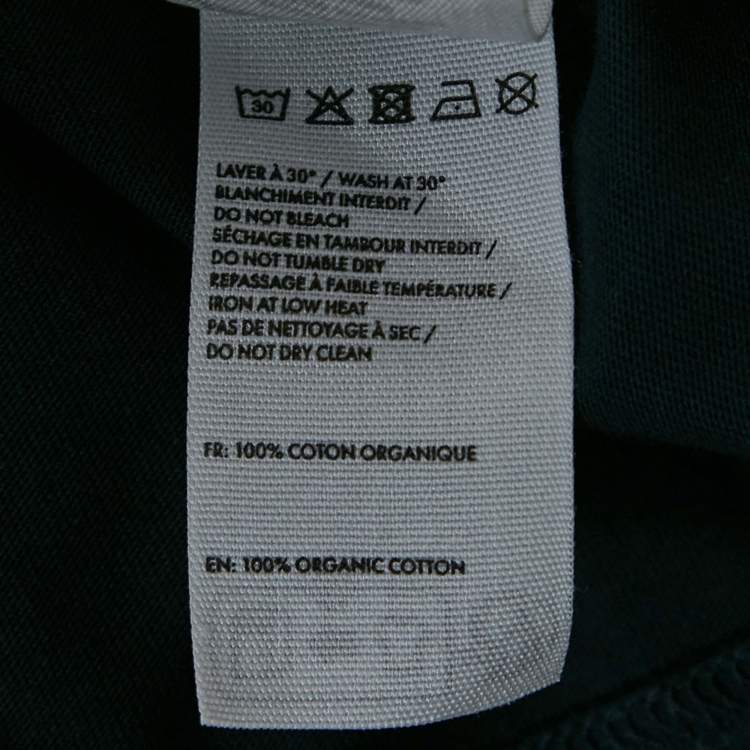 30
LAVER À 30° / WASH AT 30°
BLANCHIMENT INTERDIT /
DO NOT BLEACH
SÉCHAGE EN TAMBOUR INTERDIT /
DO NOT TUMBLE DRY
REPASSAGE À FAIBLE TEMPÉRATURE /
IRON AT LOW HEAT
PAS DE NETTOYAGE À SEC /
DO NOT DRY CLEAN
FR: 100% COTON ORGANIQUE
EN: 100% ORGANIC COTTON